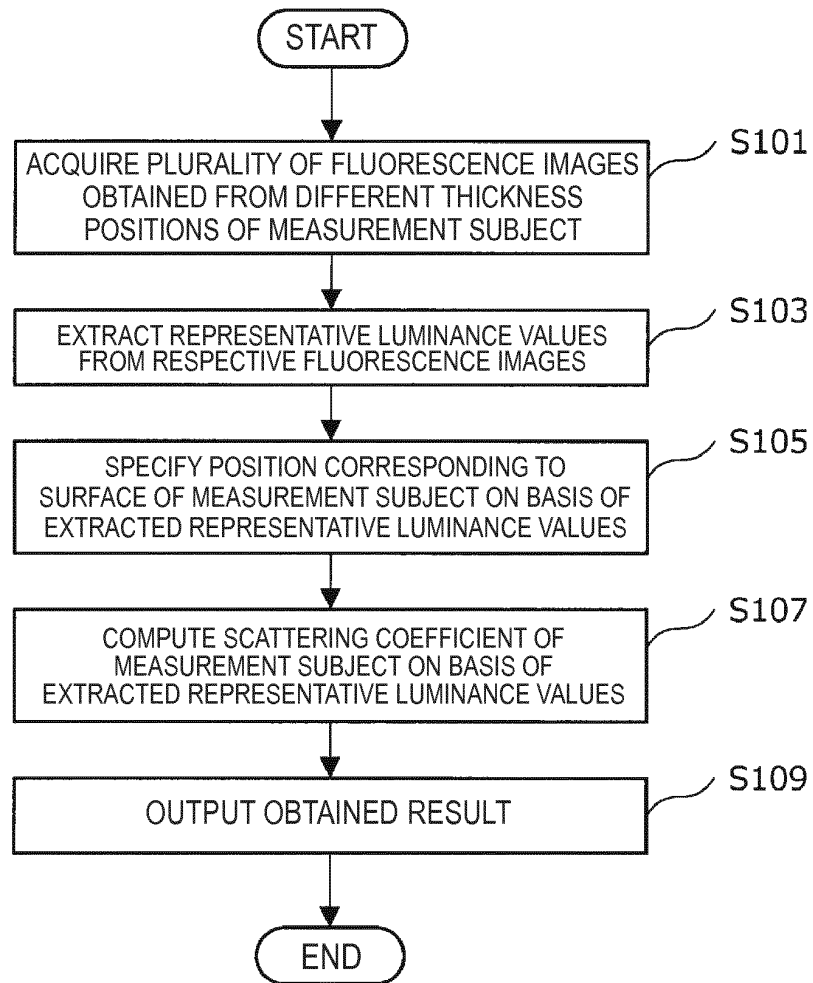 START
S101
ACQUIRE PLURALITY OF FLUORESCENCE IMAGES
OBTAINED FROM DIFFERENT THICKNESS
POSITIONS OF MEASUREMENT SUBJECT
S103
EXTRACT REPRESENTATIVE LUMINANCE VALUES
FROM RESPECTIVE FLUORESCENCE IMAGES
S105
SPECIFY POSITION CORRESPONDING TO
SURFACE OF MEASUREMENT SUBJECT ON BASIS OF
EXTRACTED REPRESENTATIVE LUMINANCE VALUES
S107
COMPUTE SCATTERING COEFFICIENT OF
MEASUREMENT SUBJECT ON BASIS OF
EXTRACTED REPRESENTATIVE LUMINANCE VALUES
S109
OUTPUT OBTAINED RESULT
END